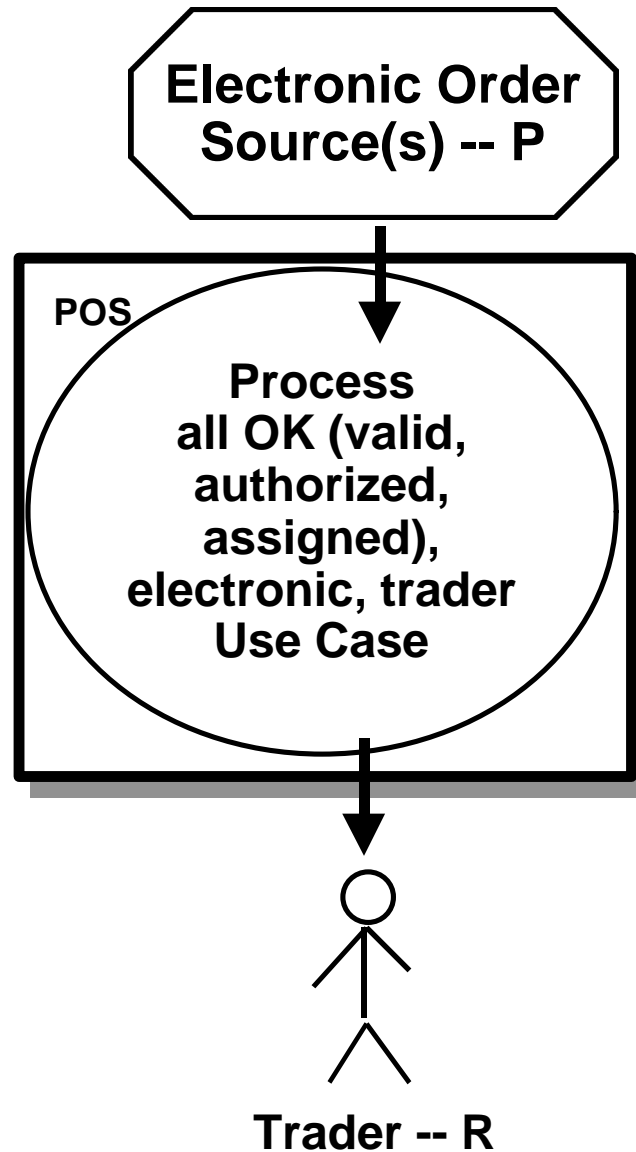 Electronic Order
Source(s) -- P
POS
Process
all OK (valid,
authorized,
assigned),
electronic, trader
Use Case
Trader -- R